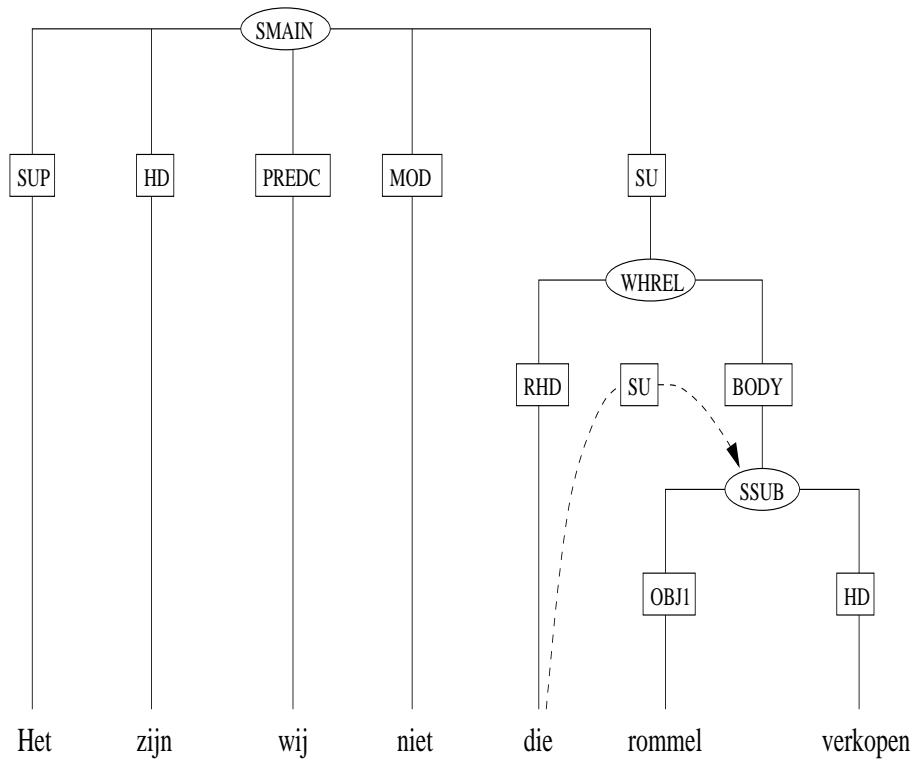 SMAIN
SUP HD PREDC MOD SU
WHREL
RHD SU BODY
SSUB
OBJ1 HD
Het zijn wij niet die rommel verkopen